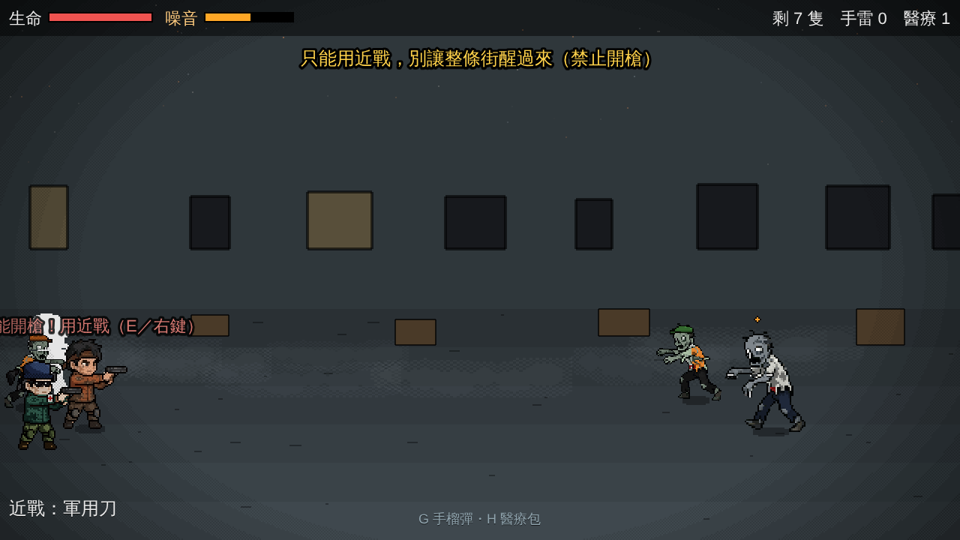 生命 噪音 剩 7 隻 手雷 0 醫療 1
只能用近戰，別讓整條街醒過來（禁止開槍）
能開槍！用近戰（E／右鍵）
近戰：軍用刀
G 手榴彈・H 醫療包